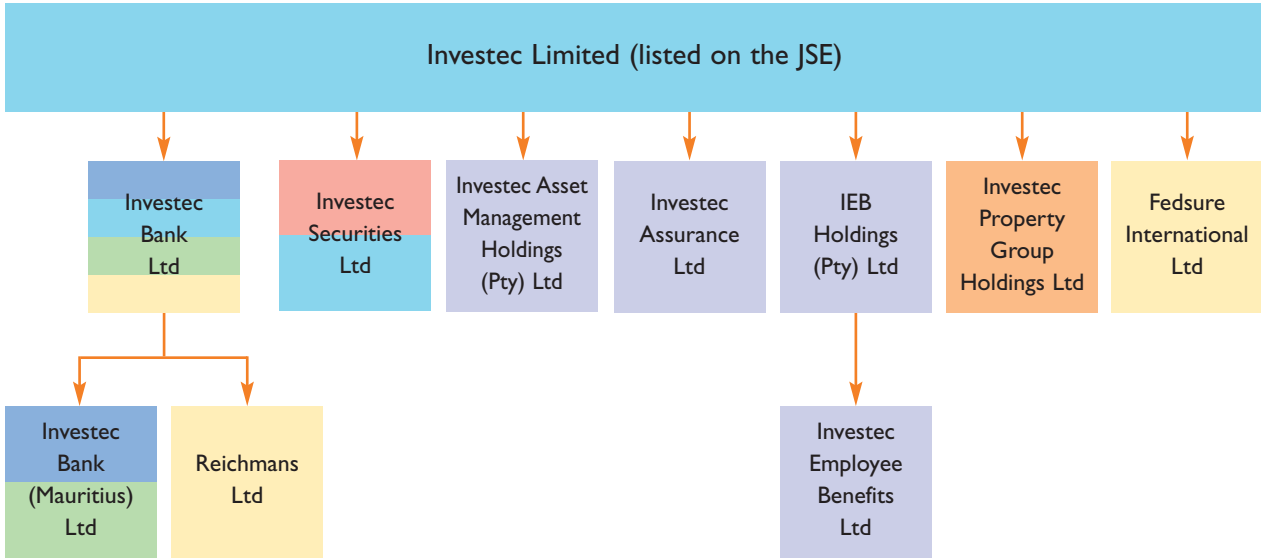 Investec Limited (listed on the JSE)
Investec
Bank
Ltd
Investec
Securities
Ltd
Investec Asset
Management
Holdings
(Pty) Ltd
Investec
Assurance
Ltd
IEB
Holdings
(Pty) Ltd
Investec
Property
Group
Holdings Ltd
Fedsure
International
Ltd
Investec
Bank
(Mauritius)
Ltd
Reichmans
Ltd
Investec
Employee
Benefits
Ltd